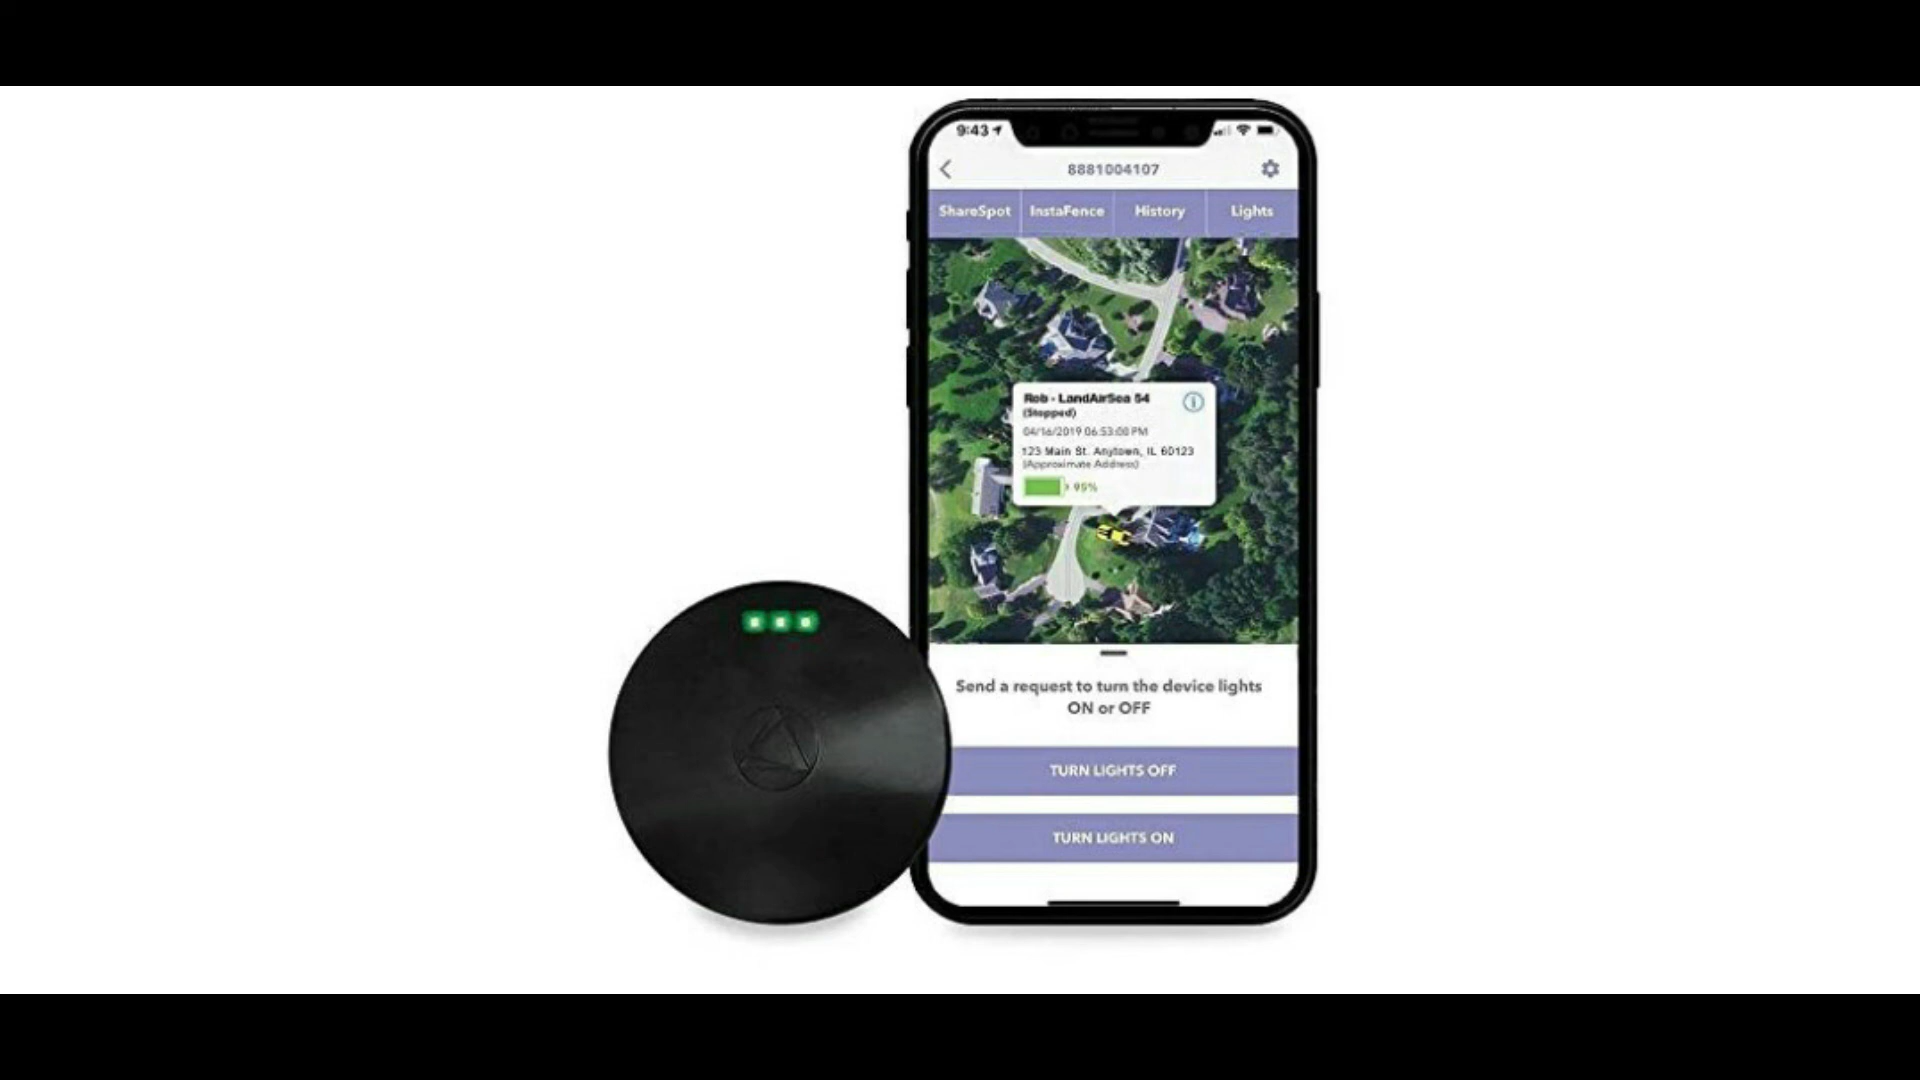 9:43
8881004107
ShareSpot InstaFence History Lights
Rob - LandAirSea 54
(Stopped)
04/16/2019 06:53:00 PM
123 Main St. Anytown, IL 60123
(Approximate Address)
95%
Send a request to turn the device lights
ON or OFF
TURN LIGHTS OFF
TURN LIGHTS ON